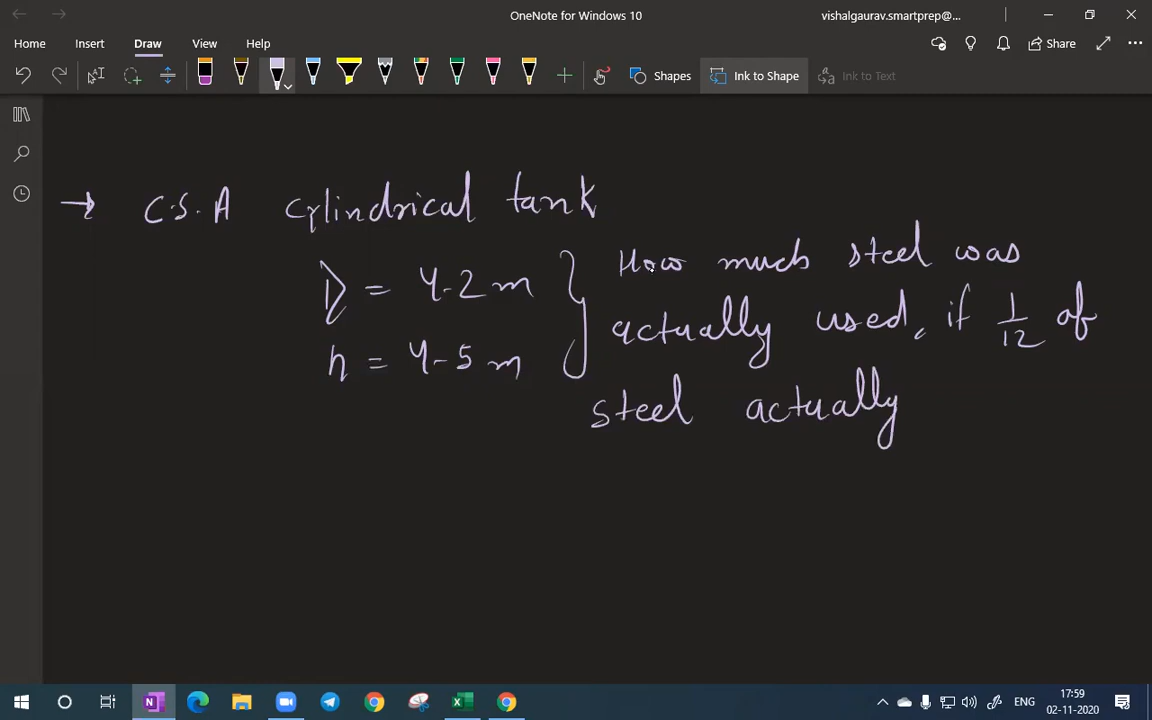 OneNote for Windows 10
vishalgaurav.smartprep@...
Home Insert Draw View Help
Share
Shapes
Ink to Shape
Ink to Text
→ C.S.A cylindrical tank
D = 4.2 m
h = 4.5 m
How much steel was
actually used, if 1/12 of
steel actually
ENG
17:59
02-11-2020